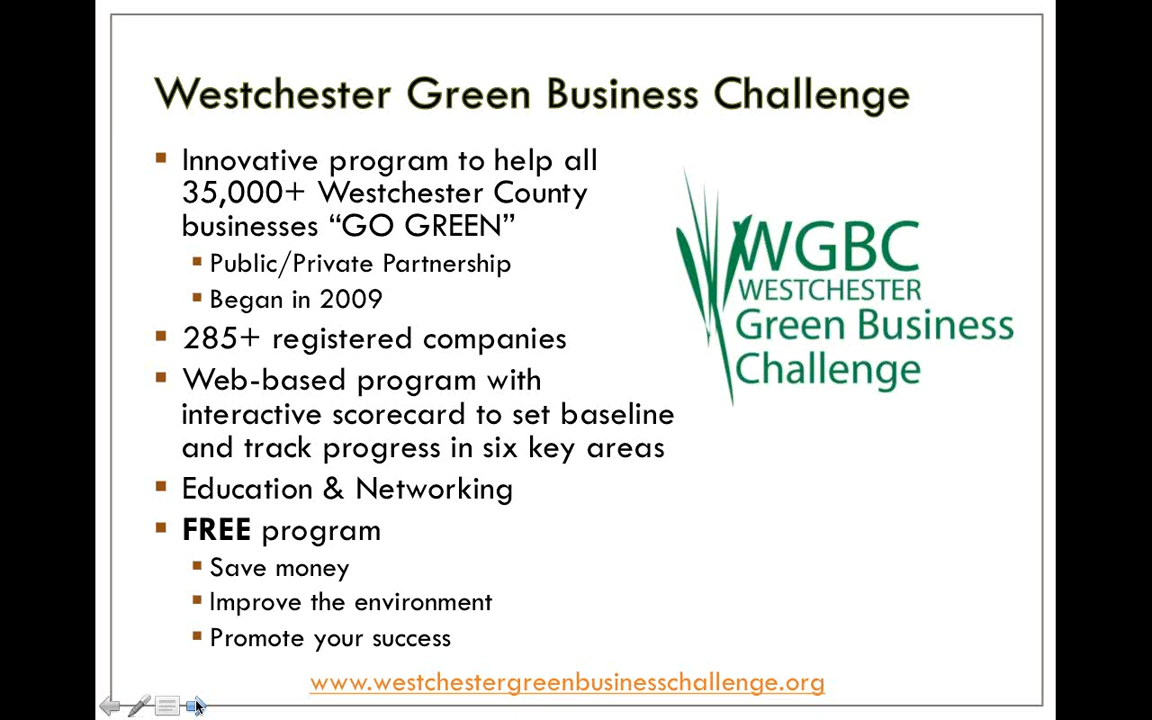 Westchester Green Business Challenge
Innovative program to help all
35,000+ Westchester County
businesses “GO GREEN”
Public/Private Partnership
Began in 2009
285+ registered companies
Web-based program with
interactive scorecard to set baseline
and track progress in six key areas
Education & Networking
FREE program
Save money
Improve the environment
Promote your success
WGBC
WESTCHESTER
Green Business
Challenge
www.westchestergreenbusinesschallenge.org